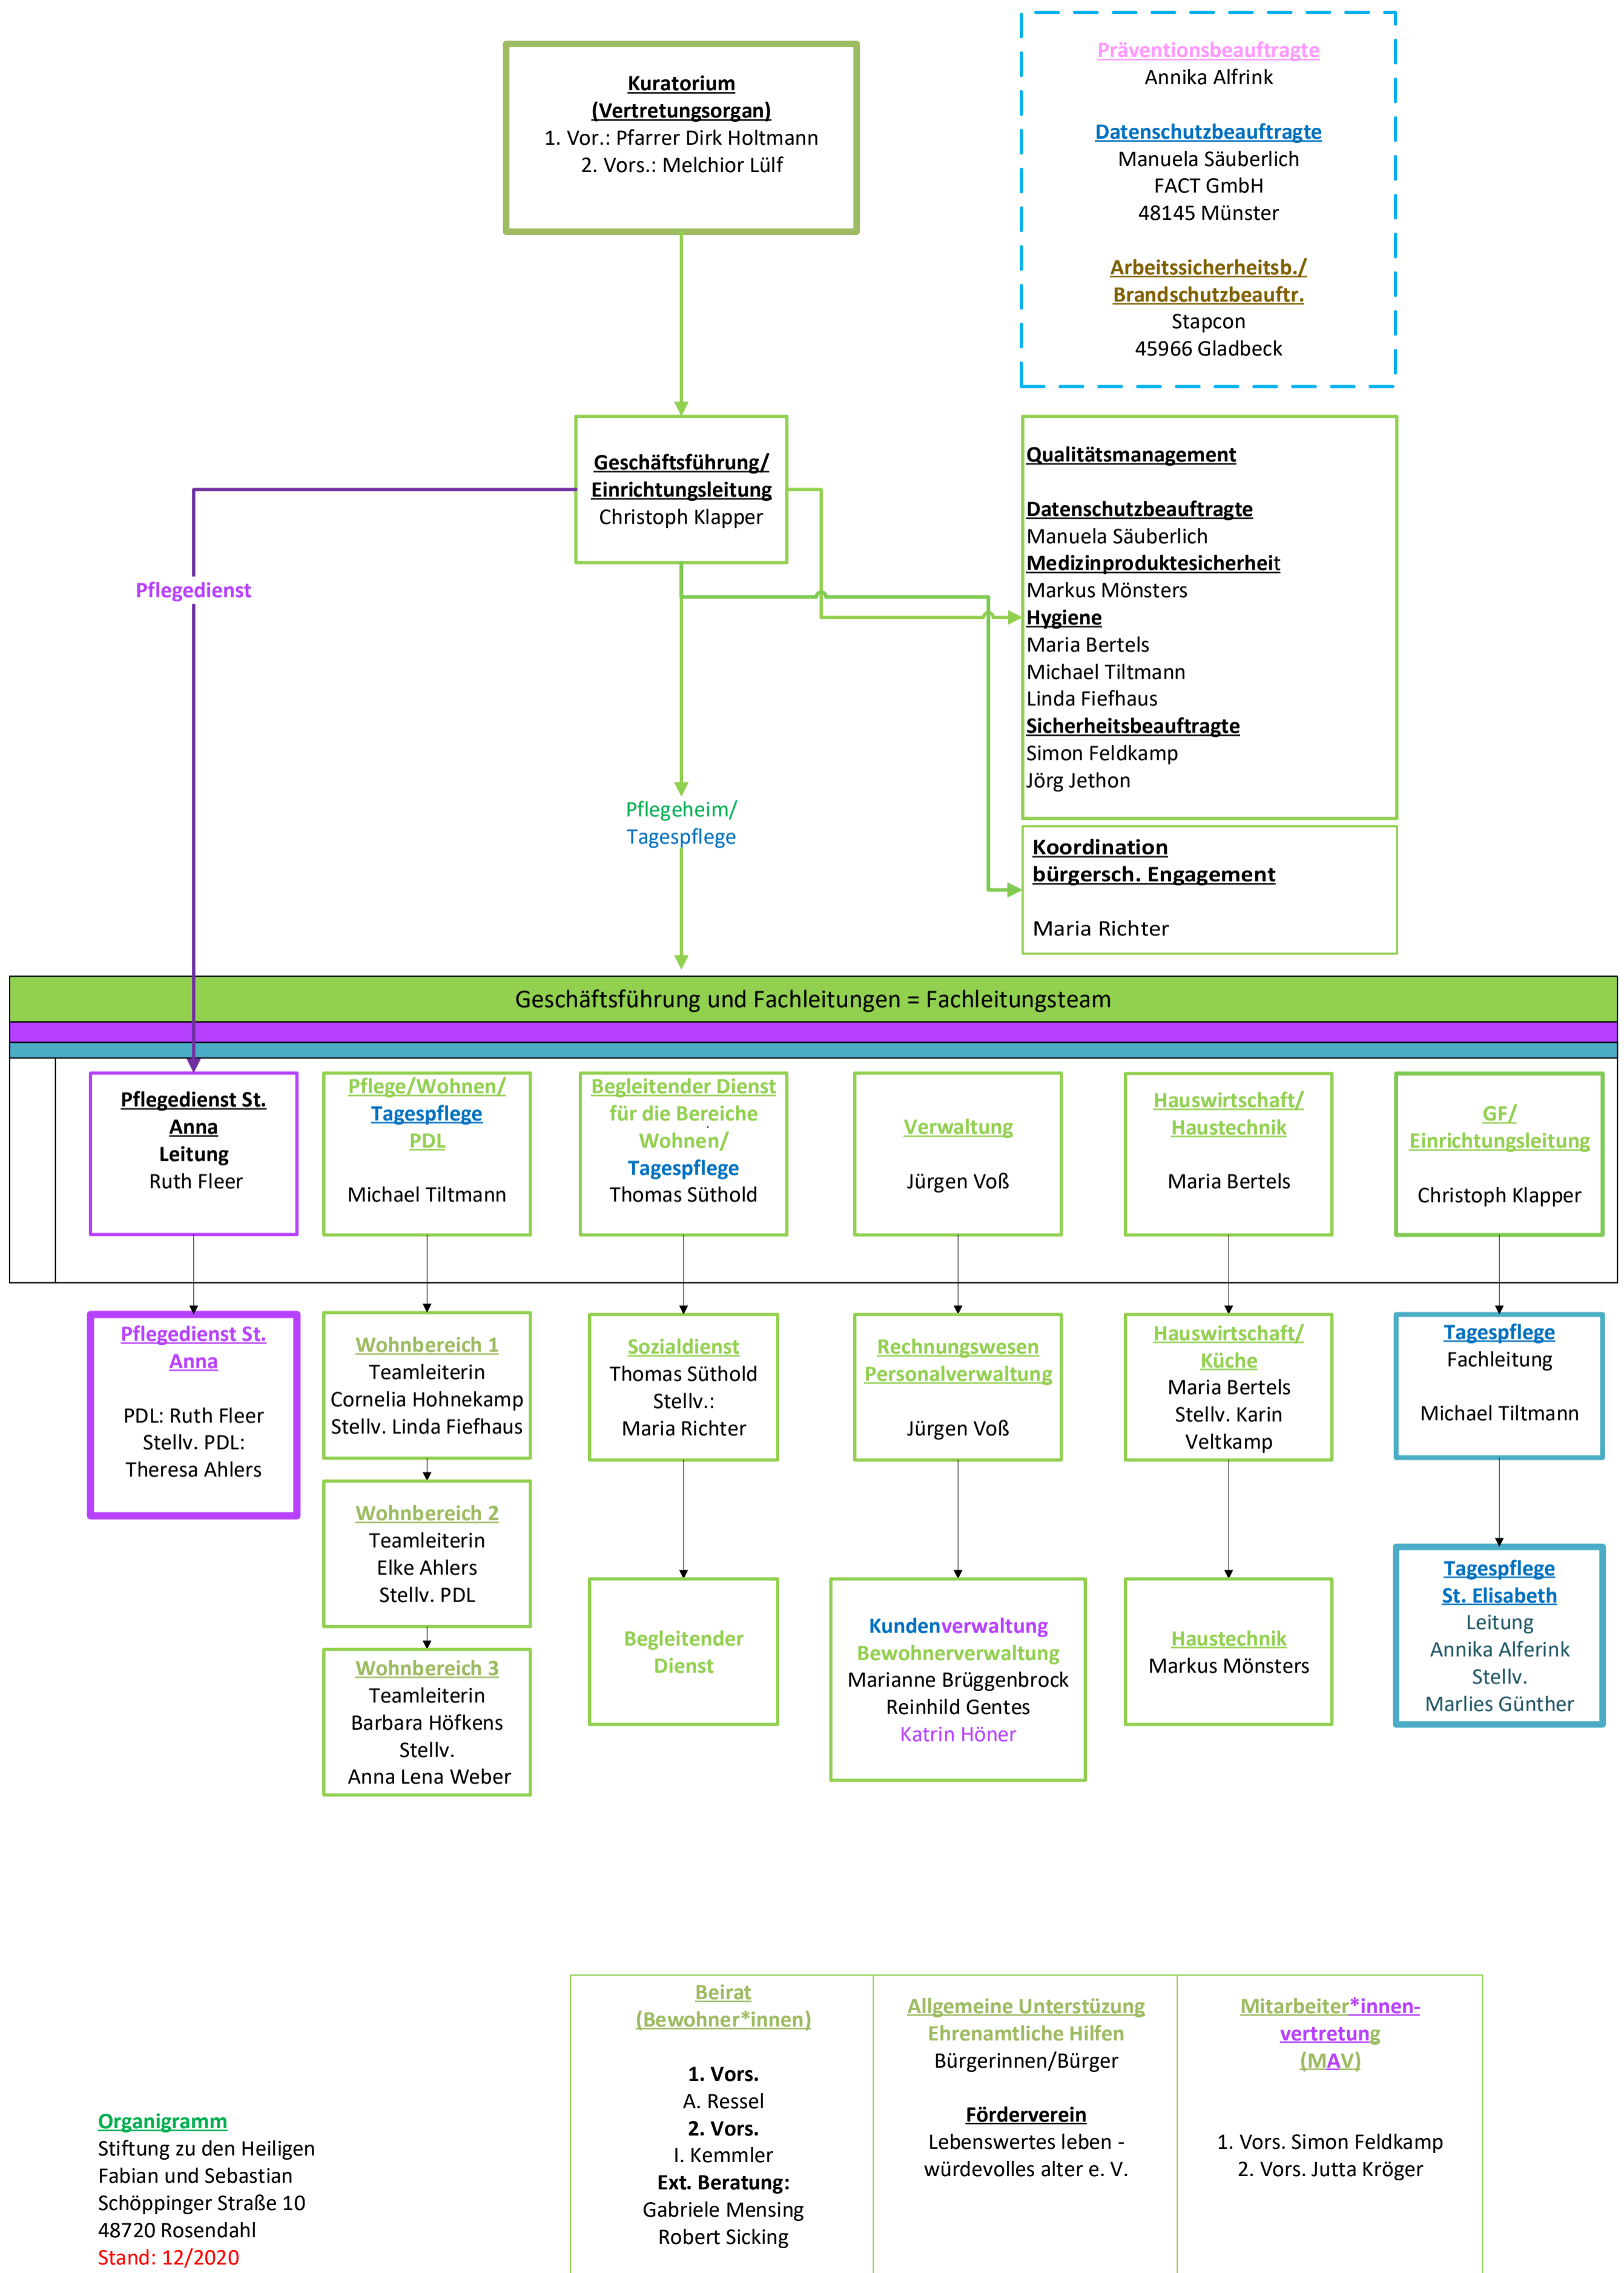 Kuratorium
(Vertretungsorgan)
1. Vor.: Pfarrer Dirk Holtmann
2. Vors.: Melchior Lülf
Präventionsbeauftragte
Annika Alfrink
Datenschutzbeauftragte
Manuela Säuberlich
FACT GmbH
48145 Münster
Arbeitssicherheitsb./
Brandschutzbeauftr.
Stapcon
45966 Gladbeck
Geschäftsführung/
Einrichtungsleitung
Christoph Klapper
Qualitätsmanagement
Datenschutzbeauftragte
Manuela Säuberlich
Medizinproduktesicherheit
Markus Mönsters
Hygiene
Maria Bertels
Michael Tiltmann
Linda Fiefhaus
Sicherheitsbeauftragte
Simon Feldkamp
Jörg Jethon
Pflegedienst
Pflegeheim/
Tagespflege
Koordination
bürgersch. Engagement
Maria Richter
Geschäftsführung und Fachleitungen = Fachleitungsteam
Pflegedienst St.
Anna
Leitung
Ruth Fleer
Pflege/Wohnen/
Tagespflege
PDL
Michael Tiltmann
Begleitender Dienst
für die Bereiche
Wohnen/
Tagespflege
Thomas Süthold
Verwaltung
Jürgen Voß
Hauswirtschaft/
Haustechnik
Maria Bertels
GF/
Einrichtungsleitung
Christoph Klapper
Pflegedienst St.
Anna
PDL: Ruth Fleer
Stellv. PDL:
Theresa Ahlers
Wohnbereich 1
Teamleiterin
Cornelia Hohnekamp
Stellv. Linda Fiefhaus
Sozialdienst
Thomas Süthold
Stellv.:
Maria Richter
Rechnungswesen
Personalverwaltung
Jürgen Voß
Hauswirtschaft/
Küche
Maria Bertels
Stellv. Karin
Veltkamp
Tagespflege
Fachleitung
Michael Tiltmann
Wohnbereich 2
Teamleiterin
Elke Ahlers
Stellv. PDL
Wohnbereich 3
Teamleiterin
Barbara Höfkens
Stellv.
Anna Lena Weber
Begleitender
Dienst
Kundenverwaltung
Bewohnerverwaltung
Marianne Brüggenbrock
Reinhild Gentes
Katrin Höner
Haustechnik
Markus Mönsters
Tagespflege
St. Elisabeth
Leitung
Annika Alferink
Stellv.
Marlies Günther
Organigramm
Stiftung zu den Heiligen
Fabian und Sebastian
Schöppinger Straße 10
48720 Rosendahl
Stand: 12/2020
Beirat
(Bewohner*innen)
1. Vors.
A. Ressel
2. Vors.
I. Kemmler
Ext. Beratung:
Gabriele Mensing
Robert Sicking
Allgemeine Unterstüzung
Ehrenamtliche Hilfen
Bürgerinnen/Bürger
Förderverein
Lebenswertes leben -
würdevolles alter e. V.
Mitarbeiter*innen-
vertretung
(MAV)
1. Vors. Simon Feldkamp
2. Vors. Jutta Kröger